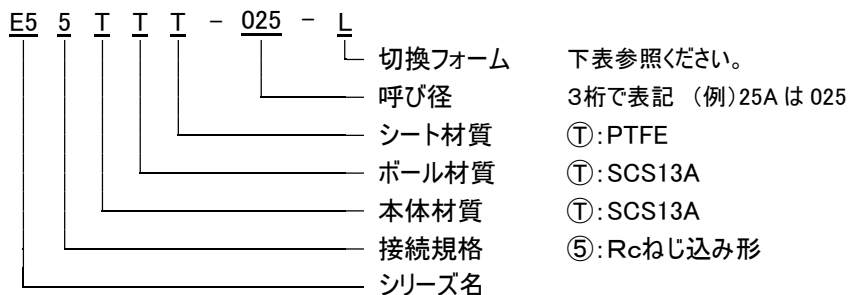 E5 5 T T T - 025 - L
切換フォーム 下表参照ください。
呼び径 3桁で表記 (例)25A は 025
シート材質 Ⓣ:PTFE
ボール材質 Ⓣ:SCS13A
本体材質 Ⓣ:SCS13A
接続規格 ⑤:Rcねじ込み形
シリーズ名